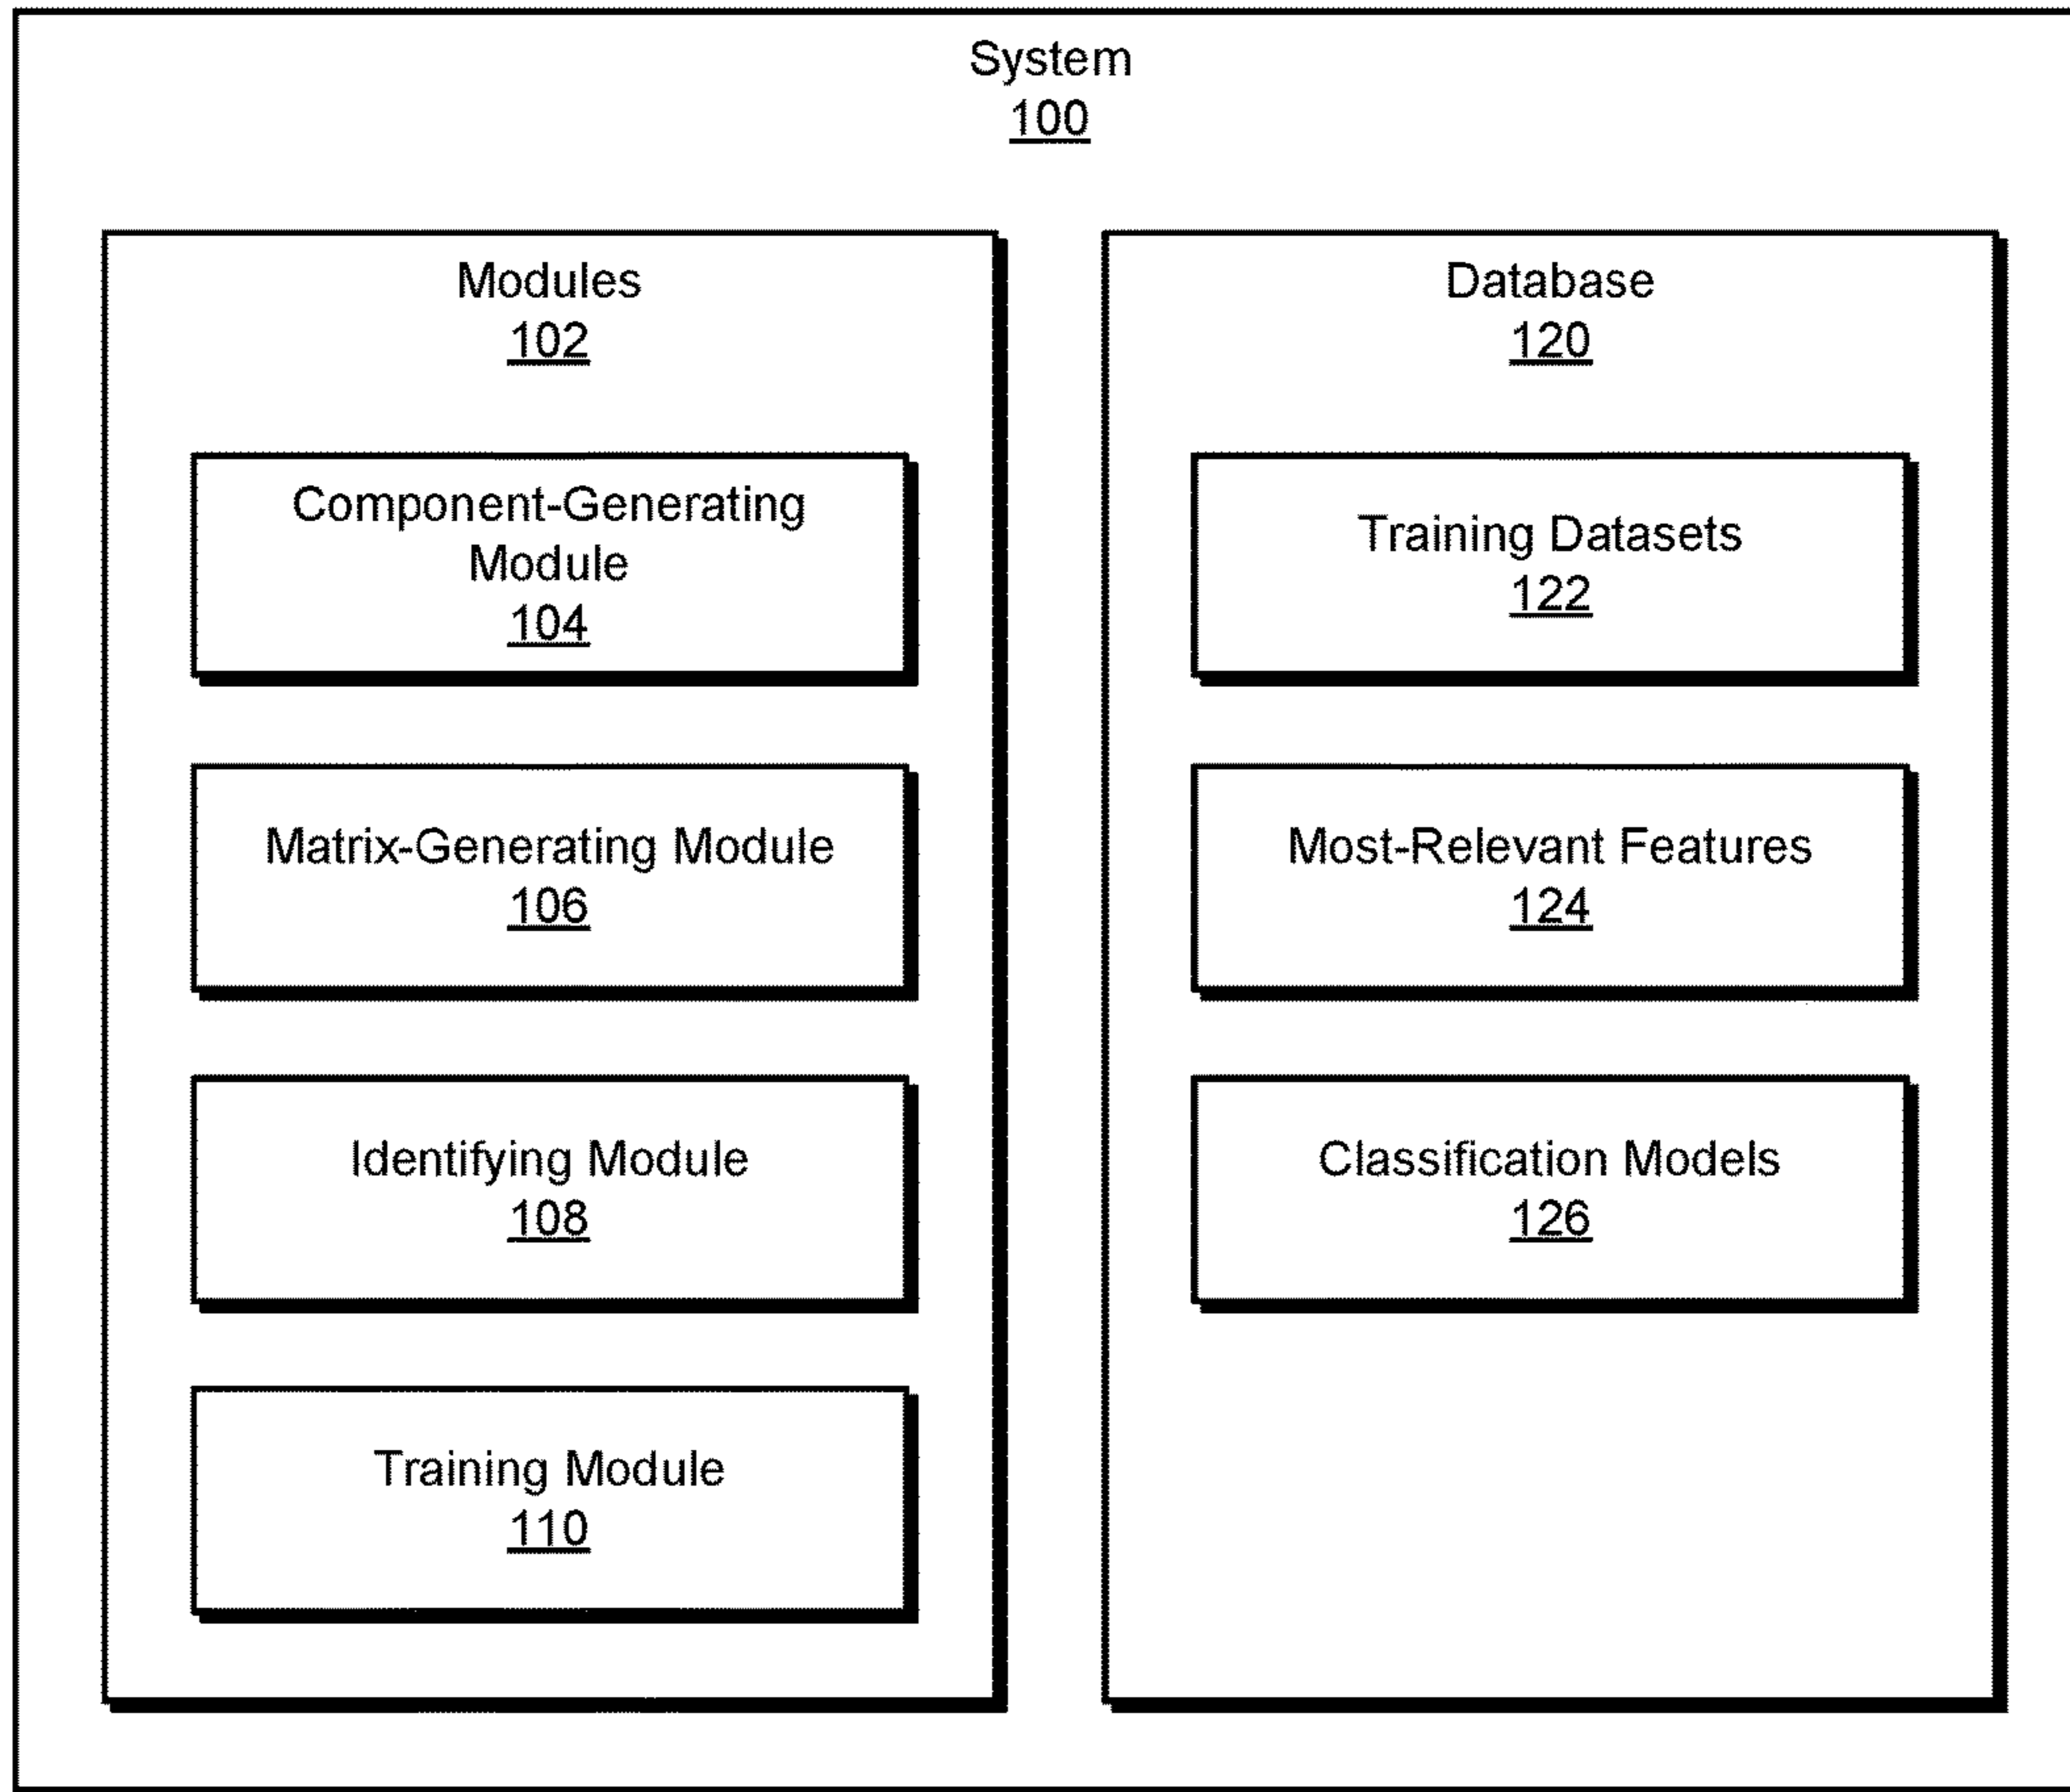 System
100
Modules
102
Component-Generating
Module
104
Matrix-Generating Module
106
Identifying Module
108
Training Module
110
Database
120
Training Datasets
122
Most-Relevant Features
124
Classification Models
126